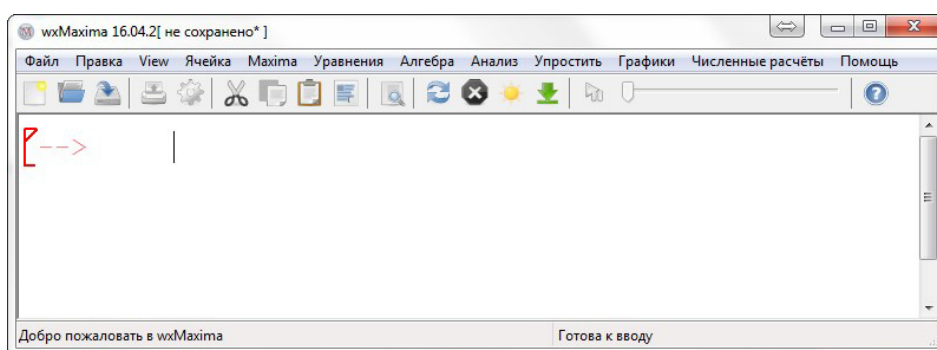 wxMaxima 16.04.2[ не сохранено* ]
Файл Правка View Ячейка Maxima Уравнения Алгебра Анализ Упростить Графики Численные расчёты Помощь
-->
Добро пожаловать в wxMaxima Готова к вводу